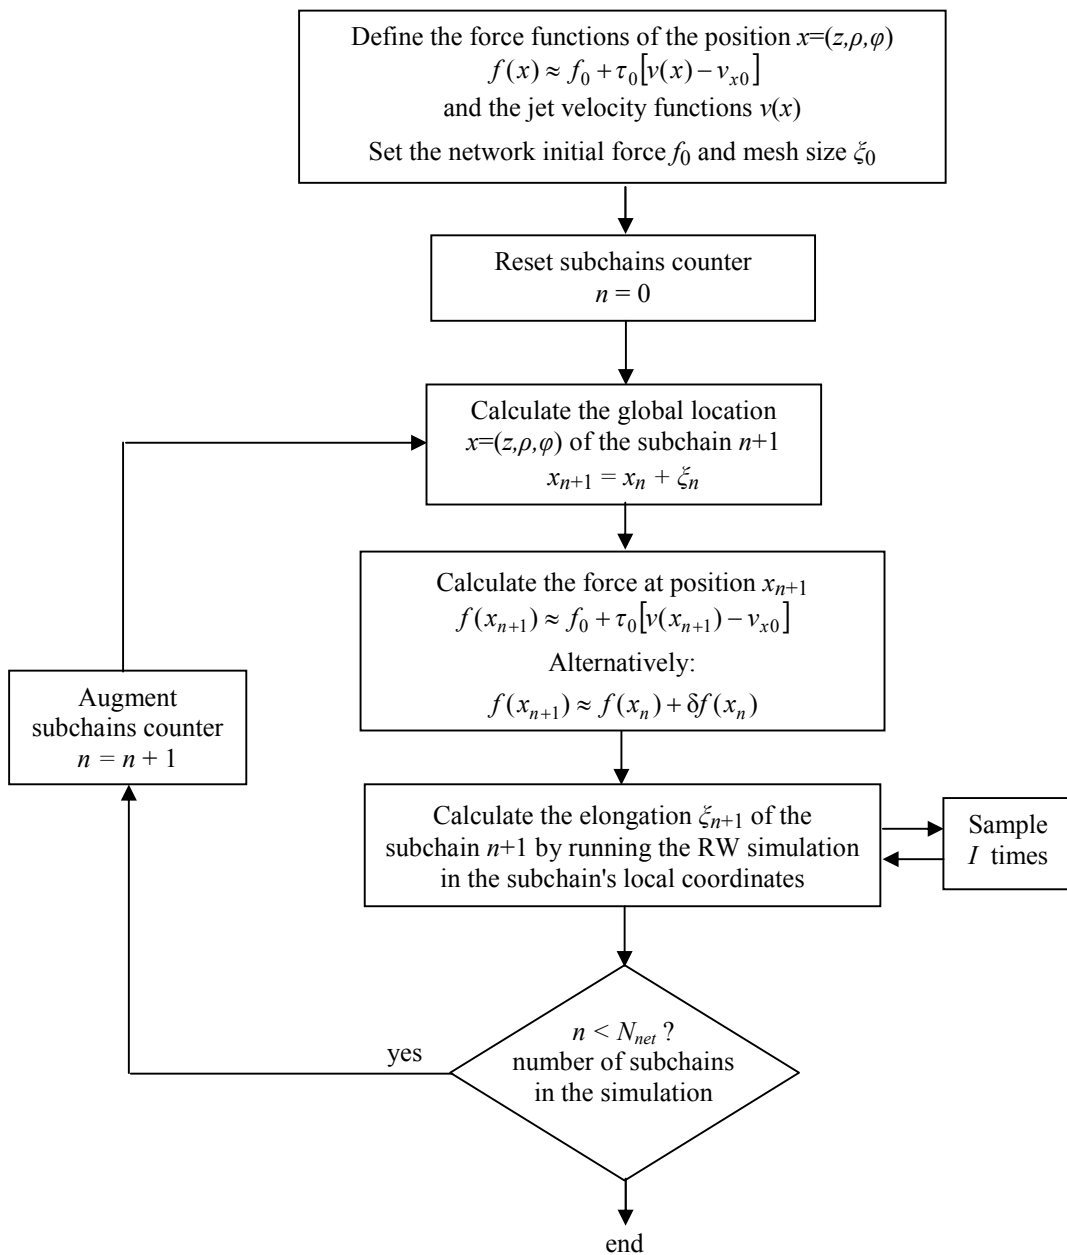 Define the force functions of the position x=(z,ρ,φ)
f(x) ≈ f₀ + τ₀[v(x) − vₓ₀]
and the jet velocity functions v(x)
Set the network initial force f₀ and mesh size ξ₀
Reset subchains counter
n = 0
Calculate the global location
x=(z,ρ,φ) of the subchain n+1
xₙ₊₁ = xₙ + ξₙ
Calculate the force at position xₙ₊₁
f(xₙ₊₁) ≈ f₀ + τ₀[v(xₙ₊₁) − vₓ₀]
Alternatively:
f(xₙ₊₁) ≈ f(xₙ) + δf(xₙ)
Augment
subchains counter
n = n + 1
Calculate the elongation ξₙ₊₁ of the
subchain n+1 by running the RW simulation
in the subchain's local coordinates
Sample
I times
n < N_net ?
number of subchains
in the simulation
yes
end